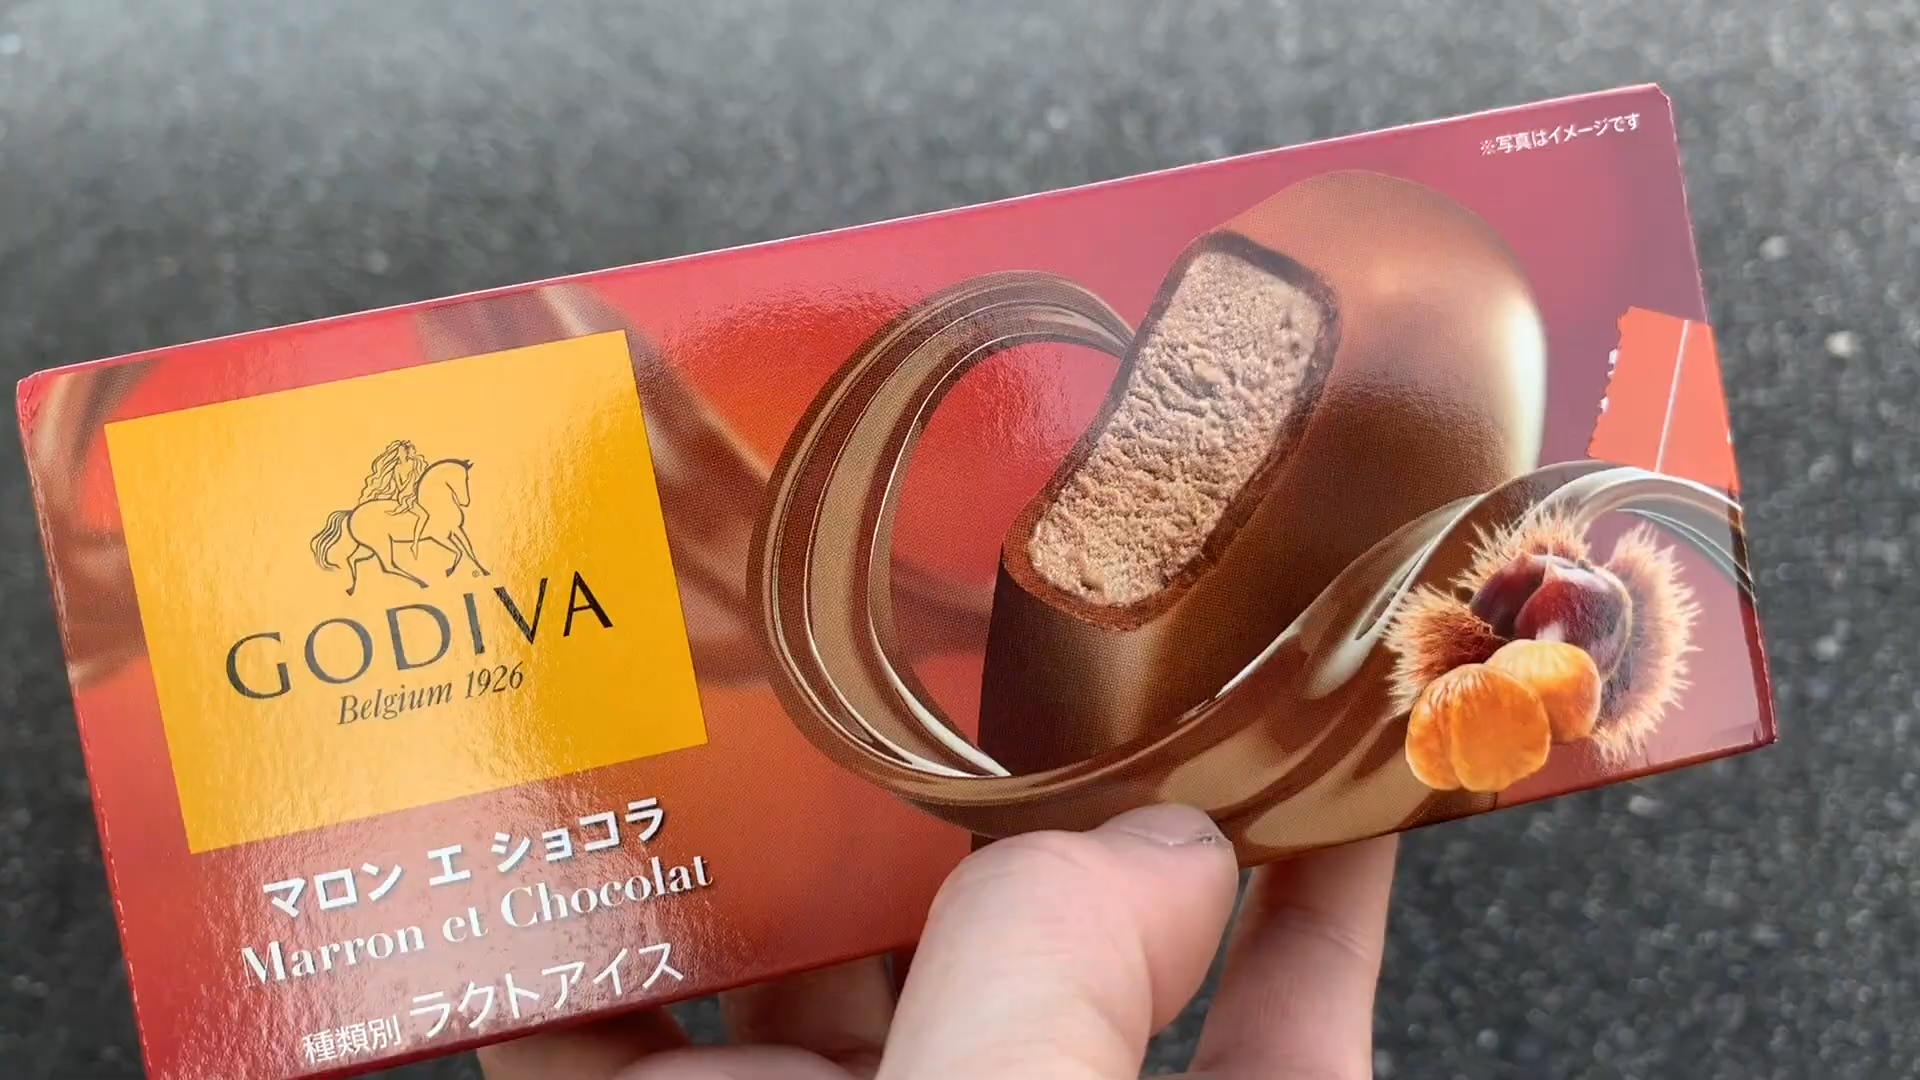 ※写真はイメージです
GODIVA
Belgium 1926
マロン エ ショコラ
Marron et Chocolat
種類別 ラクトアイス